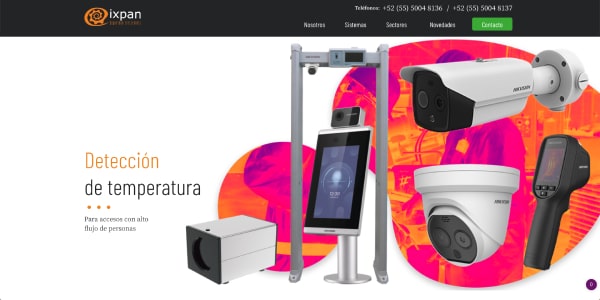 Teléfonos: +52 (55) 5004 8136 / +52 (55) 5004 8137
ixpan
Nosotros Sistemas Sectores Novedades Contacto
HIKVISION
HIKVISION
Detección
de temperatura
Para accesos con alto
flujo de personas